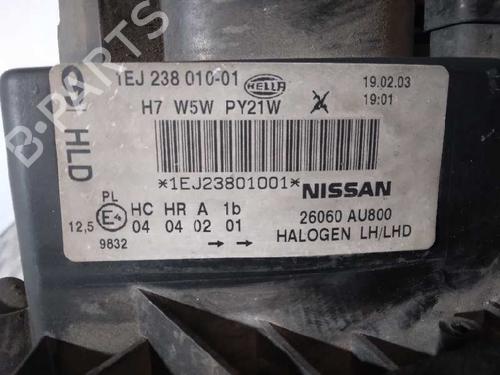 1EJ 238 010-01 HELLA 19.02.03
H7 W5W PY21W 19:01
HLD
*1EJ23801001* NISSAN
PL HC HR A 1b 26060 AU800
12,5 E4 04 04 02 01 HALOGEN LH/LHD
9832 → →
B-PARTS